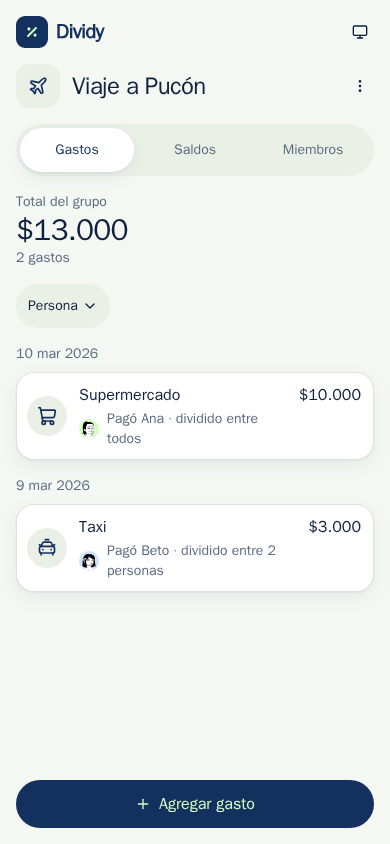 Dividy
Viaje a Pucón
Gastos
Saldos
Miembros
Total del grupo
$13.000
2 gastos
Persona
10 mar 2026
Supermercado
$10.000
Pagó Ana · dividido entre
todos
9 mar 2026
Taxi
$3.000
Pagó Beto · dividido entre 2
personas
Agregar gasto